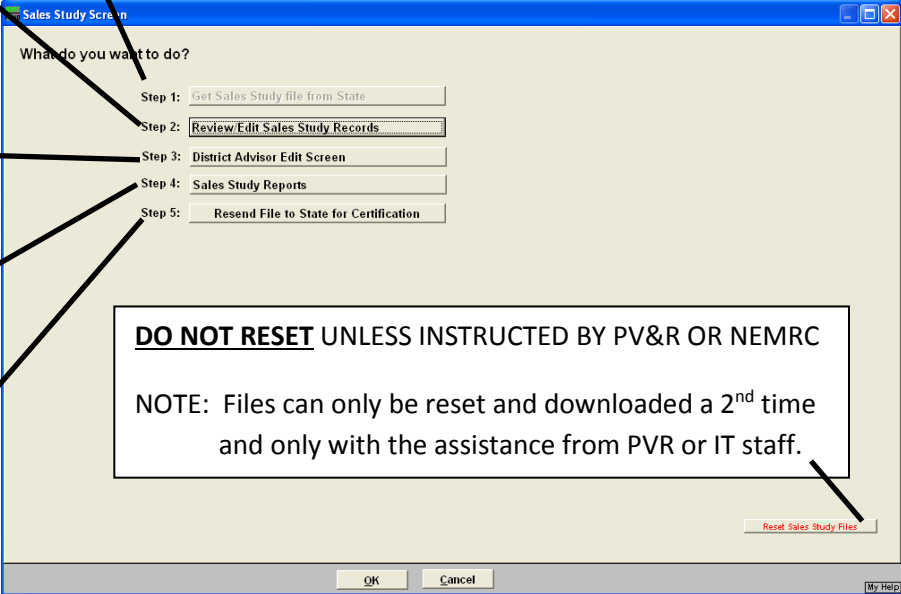 Sales Study Screen
What do you want to do?
Step 1: Get Sales Study file from State
Step 2: Review/Edit Sales Study Records
Step 3: District Advisor Edit Screen
Step 4: Sales Study Reports
Step 5: Resend File to State for Certification
DO NOT RESET UNLESS INSTRUCTED BY PV&R OR NEMRC
NOTE: Files can only be reset and downloaded a 2nd time
and only with the assistance from PVR or IT staff.
Reset Sales Study Files
OK Cancel
My Help